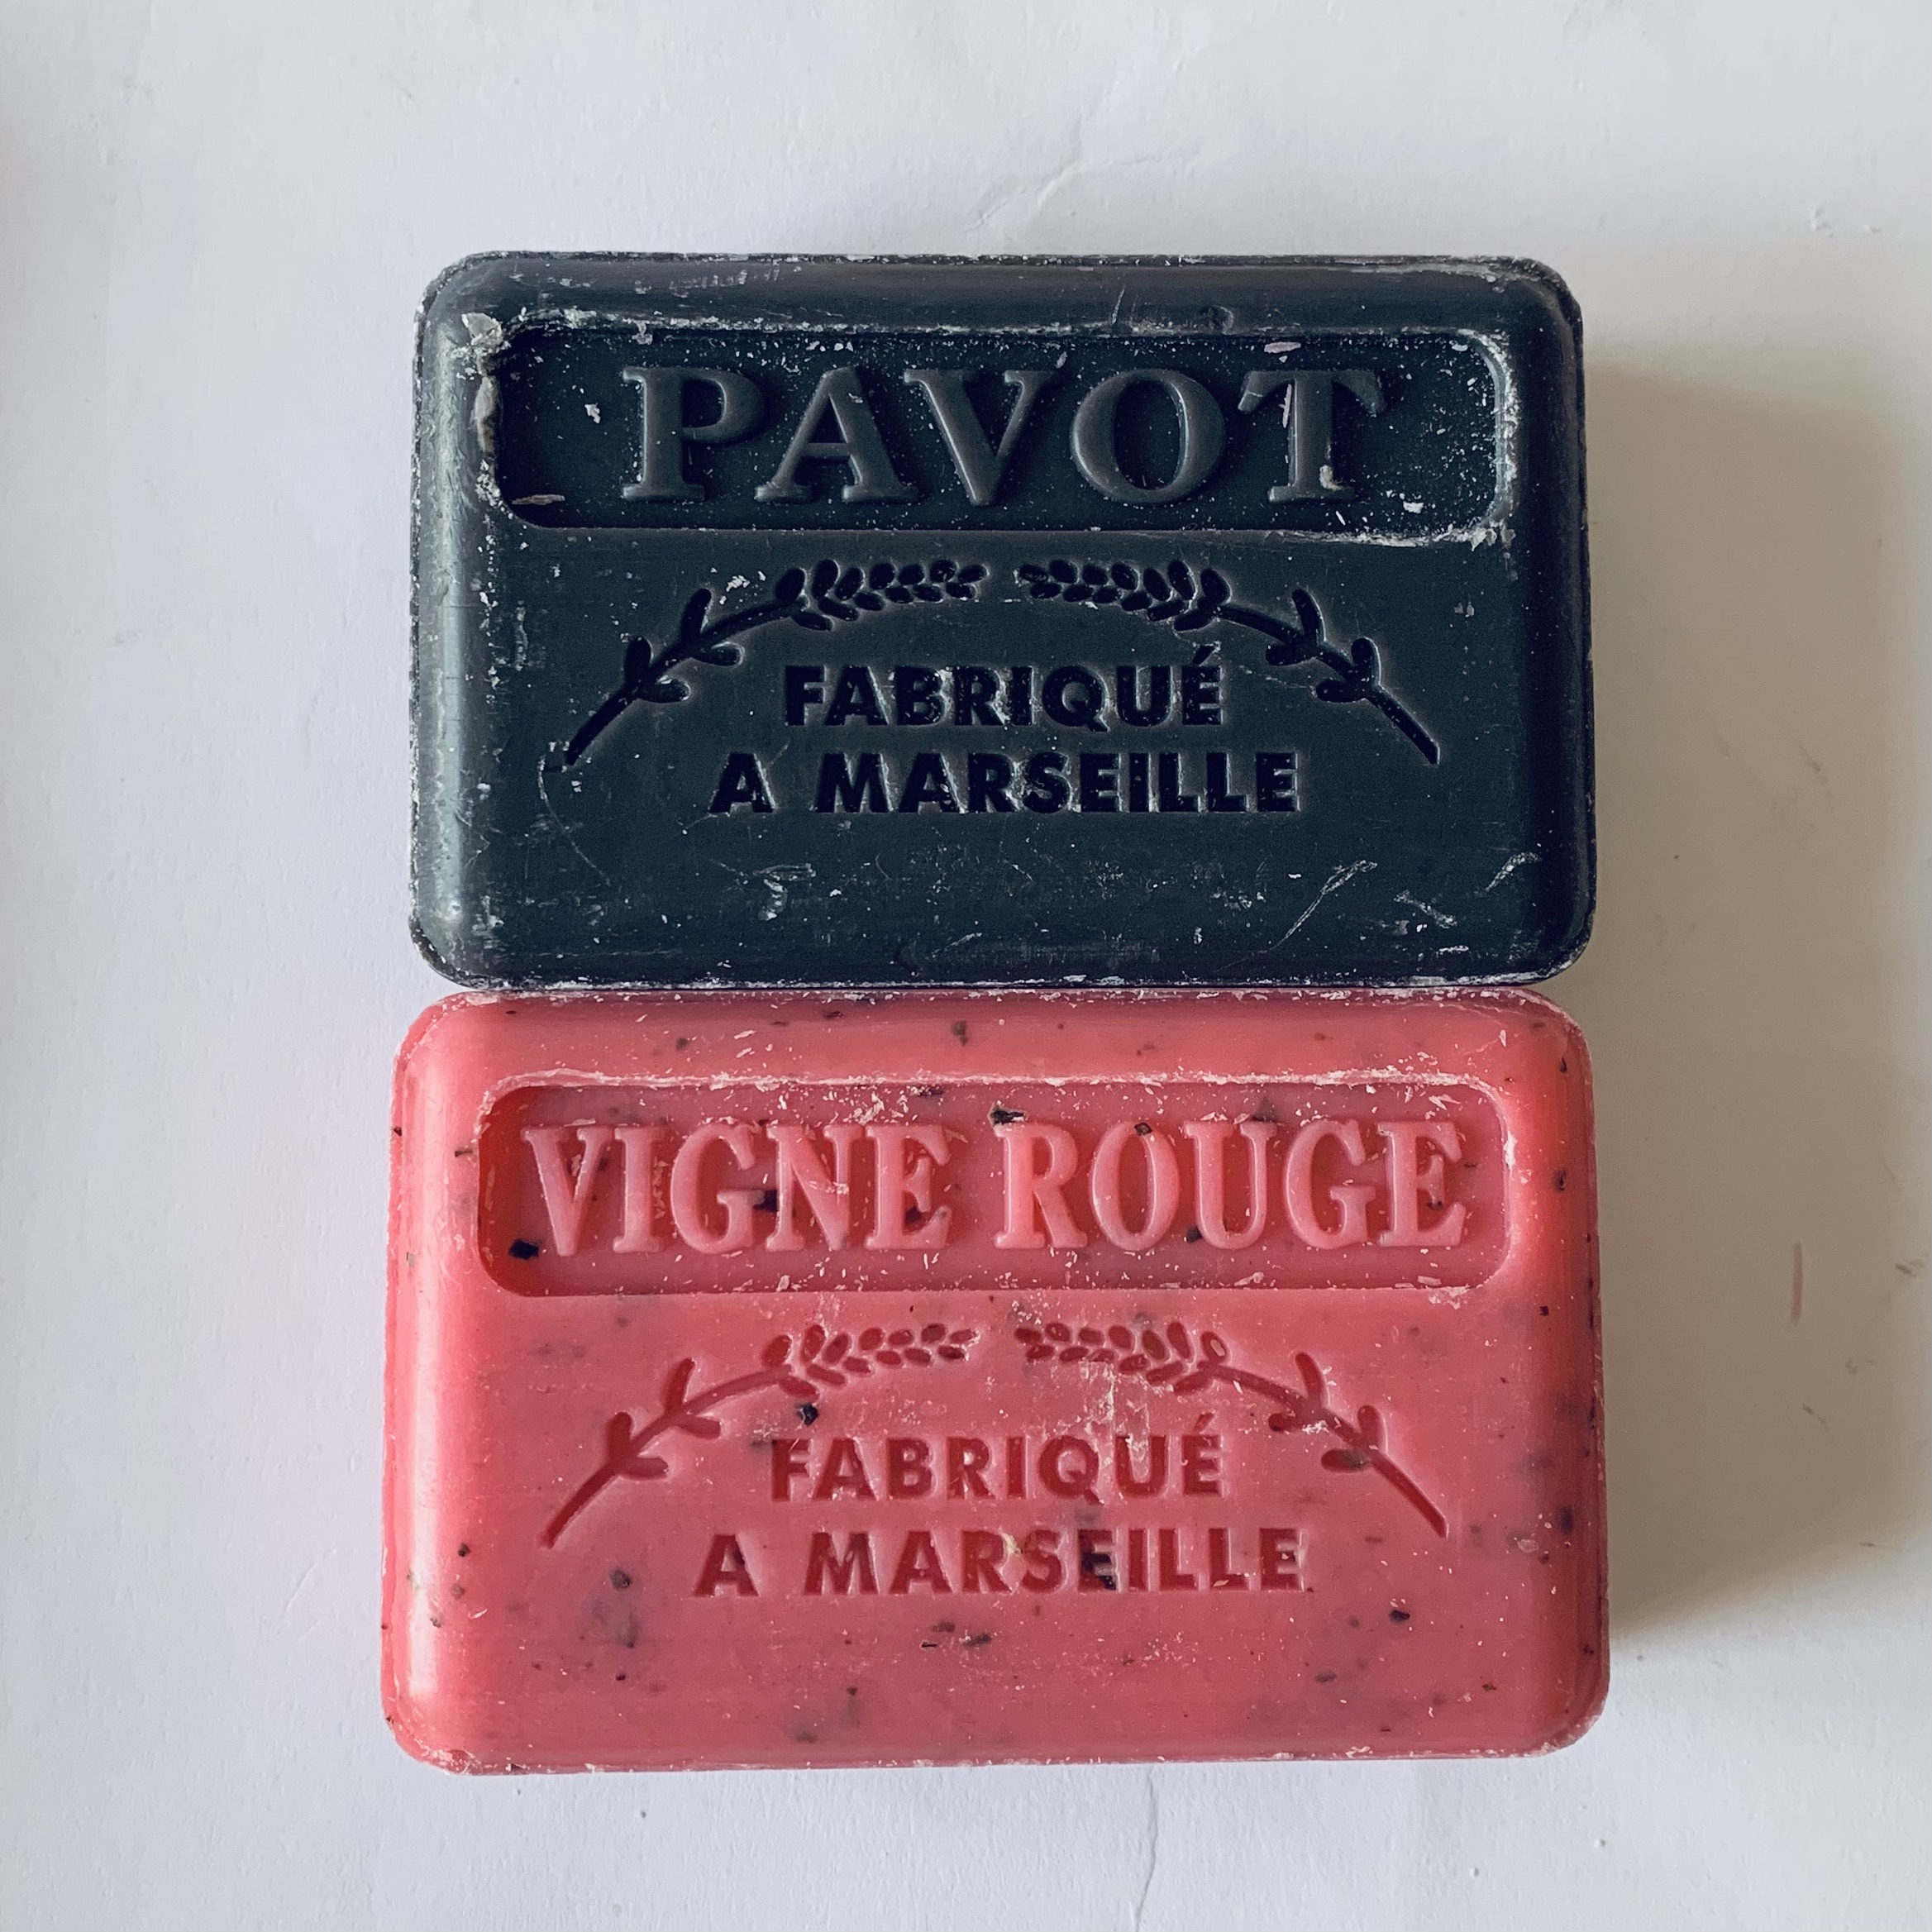 PAVOT
FABRIQUÉ
A MARSEILLE
VIGNE ROUGE
FABRIQUÉ
A MARSEILLE